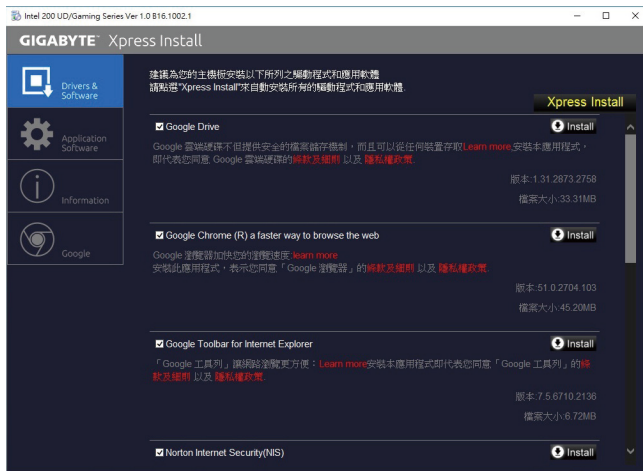 Intel 200 UD/Gaming Series Ver 1.0 B16.1002.1
GIGABYTE™ Xpress Install
Drivers &
Software
Application
Software
Information
Google
建議為您的主機板安裝以下所列之驅動程式和應用軟體
請點選"Xpress Install"來自動安裝所有的驅動程式和應用軟體.
Xpress Install
Google Drive
Install
Google 雲端硬碟不但提供安全的檔案儲存機制，而且可以從任何裝置存取Learn more,安裝本應用程式，
即代表您同意 Google 雲端硬碟的條款及細則 以及 隱私權政策.
版本:1.31.2873.2758
檔案大小:33.31MB
Google Chrome (R) a faster way to browse the web
Install
Google 瀏覽器加快您的瀏覽速度:learn more
安裝此應用程式，表示您同意「Google 瀏覽器」的條款及細則 以及 隱私權政策.
版本:51.0.2704.103
檔案大小:45.20MB
Google Toolbar for Internet Explorer
Install
「Google 工具列」讓網路瀏覽更方便：Learn more安裝本應用程式即代表您同意「Google 工具列」的條
款及細則 以及 隱私權政策.
版本:7.5.6710.2136
檔案大小:6.72MB
Norton Internet Security(NIS)
Install